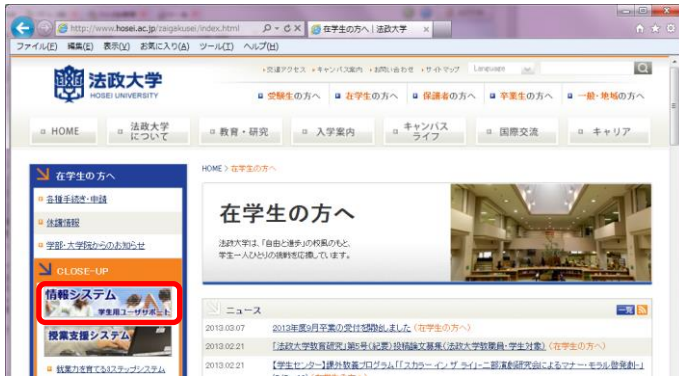 http://www.hosei.ac.jp/zaigakusei/index.html
在学生の方へ | 法政大学
ファイル(F) 編集(E) 表示(V) お気に入り(A) ツール(T) ヘルプ(H)
法政大学
HOSEI UNIVERSITY
交通アクセス キャンパス案内 お問い合わせ サイトマップ Language
受験生の方へ 在学生の方へ 保護者の方へ 卒業生の方へ 一般・地域の方へ
HOME 法政大学について 教育・研究 入学案内 キャンパスライフ 国際交流 キャリア
在学生の方へ
各種手続き・申請
休講情報
学部・大学院からのお知らせ
CLOSE-UP
情報システム
学生用ユーザサポート
授業支援システム
就業力を育てる3ステップシステム
HOME > 在学生の方へ
在学生の方へ
法政大学は、「自由と進歩」の校風のもと、
学生一人ひとりの挑戦を応援しています。
ニュース
一覧
2013.03.07 2013年度9月卒業の受付を開始しました（在学生の方へ）
2013.02.21 「法政大学教育研究」第5号（紀要）投稿論文募集（法政大学教職員・学生対象）（在学生の方へ）
2013.02.21 【学生センター】課外教養プログラム「「スカラー イン ザ ライ」-二部演劇研究会によるマナー・モラル啓発劇-」